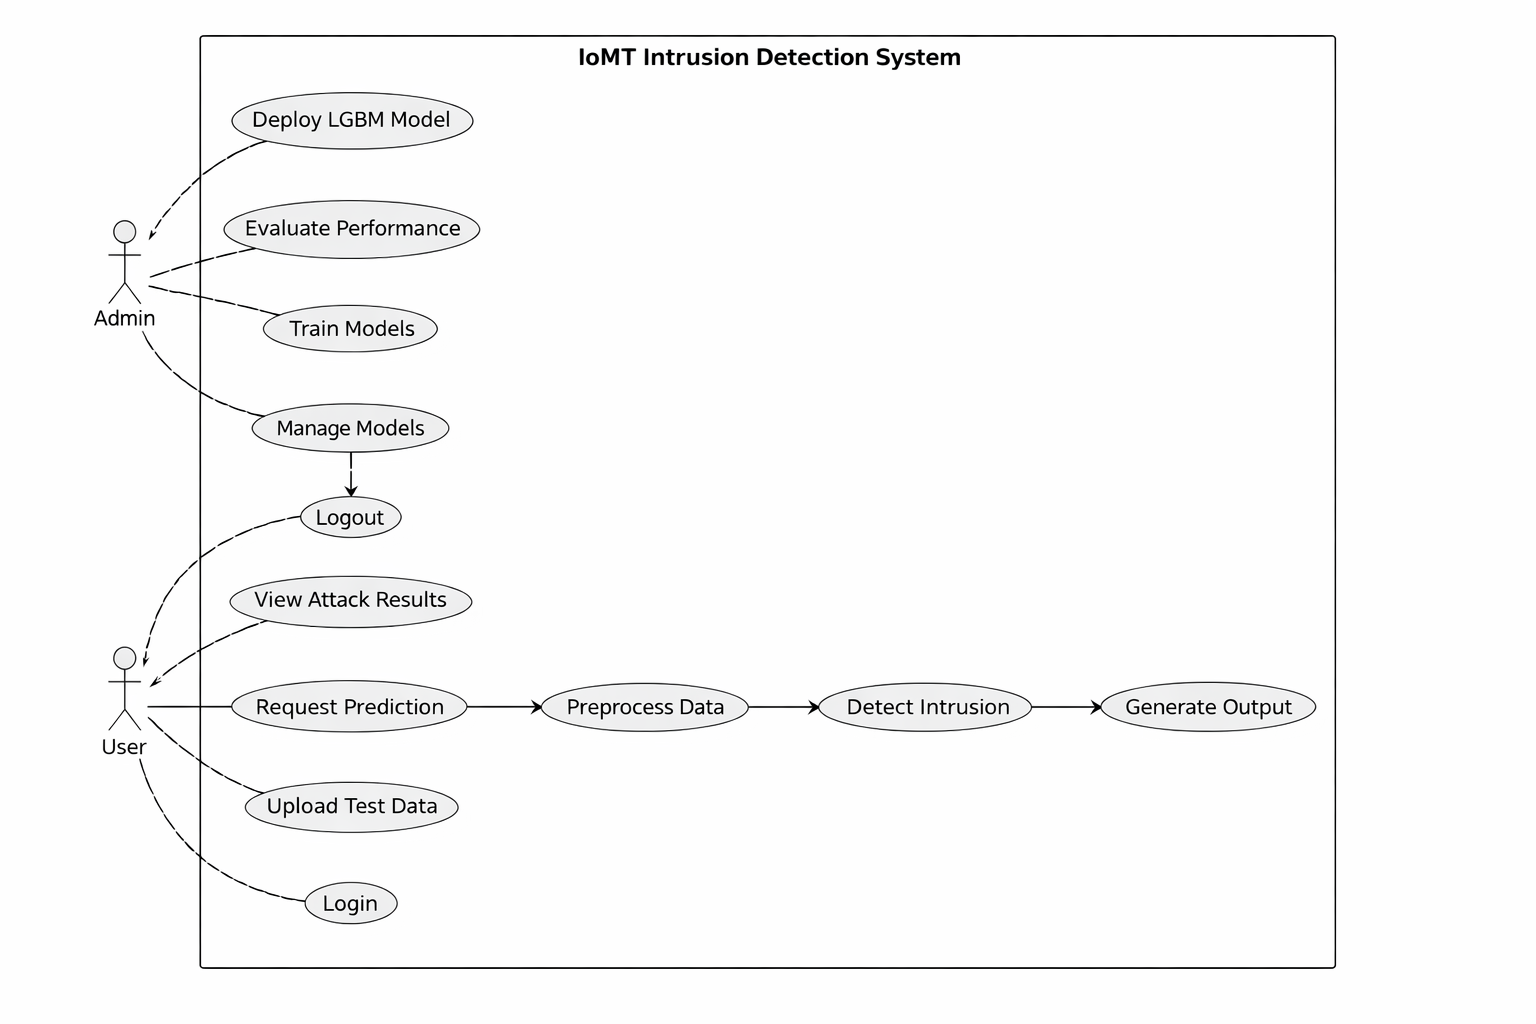 IoMT Intrusion Detection System
Deploy LGBM Model
Evaluate Performance
Admin
Train Models
Manage Models
Logout
View Attack Results
User
Request Prediction
Preprocess Data
Detect Intrusion
Generate Output
Upload Test Data
Login